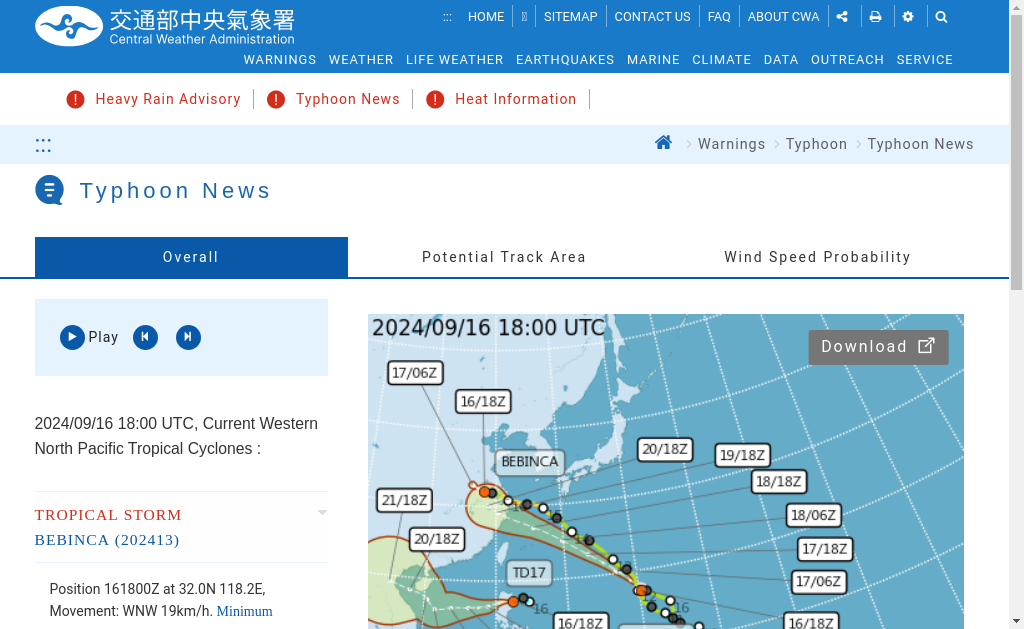 交通部中央氣象署
Central Weather Administration
::: HOME SITEMAP CONTACT US FAQ ABOUT CWA
WARNINGS WEATHER LIFE WEATHER EARTHQUAKES MARINE CLIMATE DATA OUTREACH SERVICE
Heavy Rain Advisory Typhoon News Heat Information
::: Warnings Typhoon Typhoon News
Typhoon News
Overall Potential Track Area Wind Speed Probability
Play
2024/09/16 18:00 UTC, Current Western
North Pacific Tropical Cyclones :
TROPICAL STORM
BEBINCA (202413)
Position 161800Z at 32.0N 118.2E,
Movement: WNW 19km/h. Minimum
2024/09/16 18:00 UTC
Download
17/06Z
16/18Z
20/18Z
19/18Z
BEBINCA
18/18Z
21/18Z
18/06Z
20/18Z
17/18Z
TD17
17/06Z
16
16
16/18Z
16/18Z